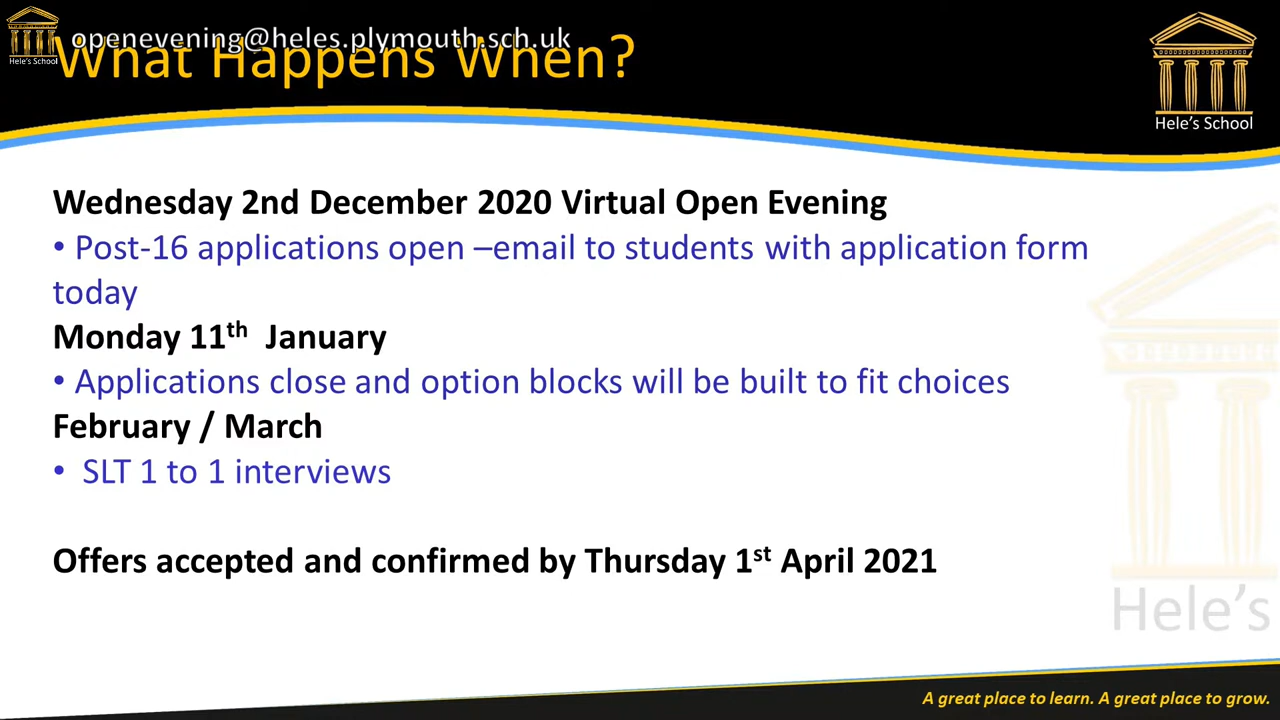 openevening@heles.plymouth.sch.uk
Hele's School
What Happens When?
Hele's School
Wednesday 2nd December 2020 Virtual Open Evening
• Post-16 applications open –email to students with application form
today
Monday 11th January
• Applications close and option blocks will be built to fit choices
February / March
• SLT 1 to 1 interviews
Offers accepted and confirmed by Thursday 1st April 2021
Hele's
A great place to learn. A great place to grow.